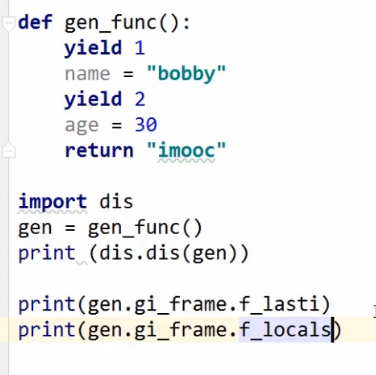 def gen_func():
    yield 1
    name = "bobby"
    yield 2
    age = 30
    return "imooc"
import dis
gen = gen_func()
print (dis.dis(gen))
print(gen.gi_frame.f_lasti)
print(gen.gi_frame.f_locals)